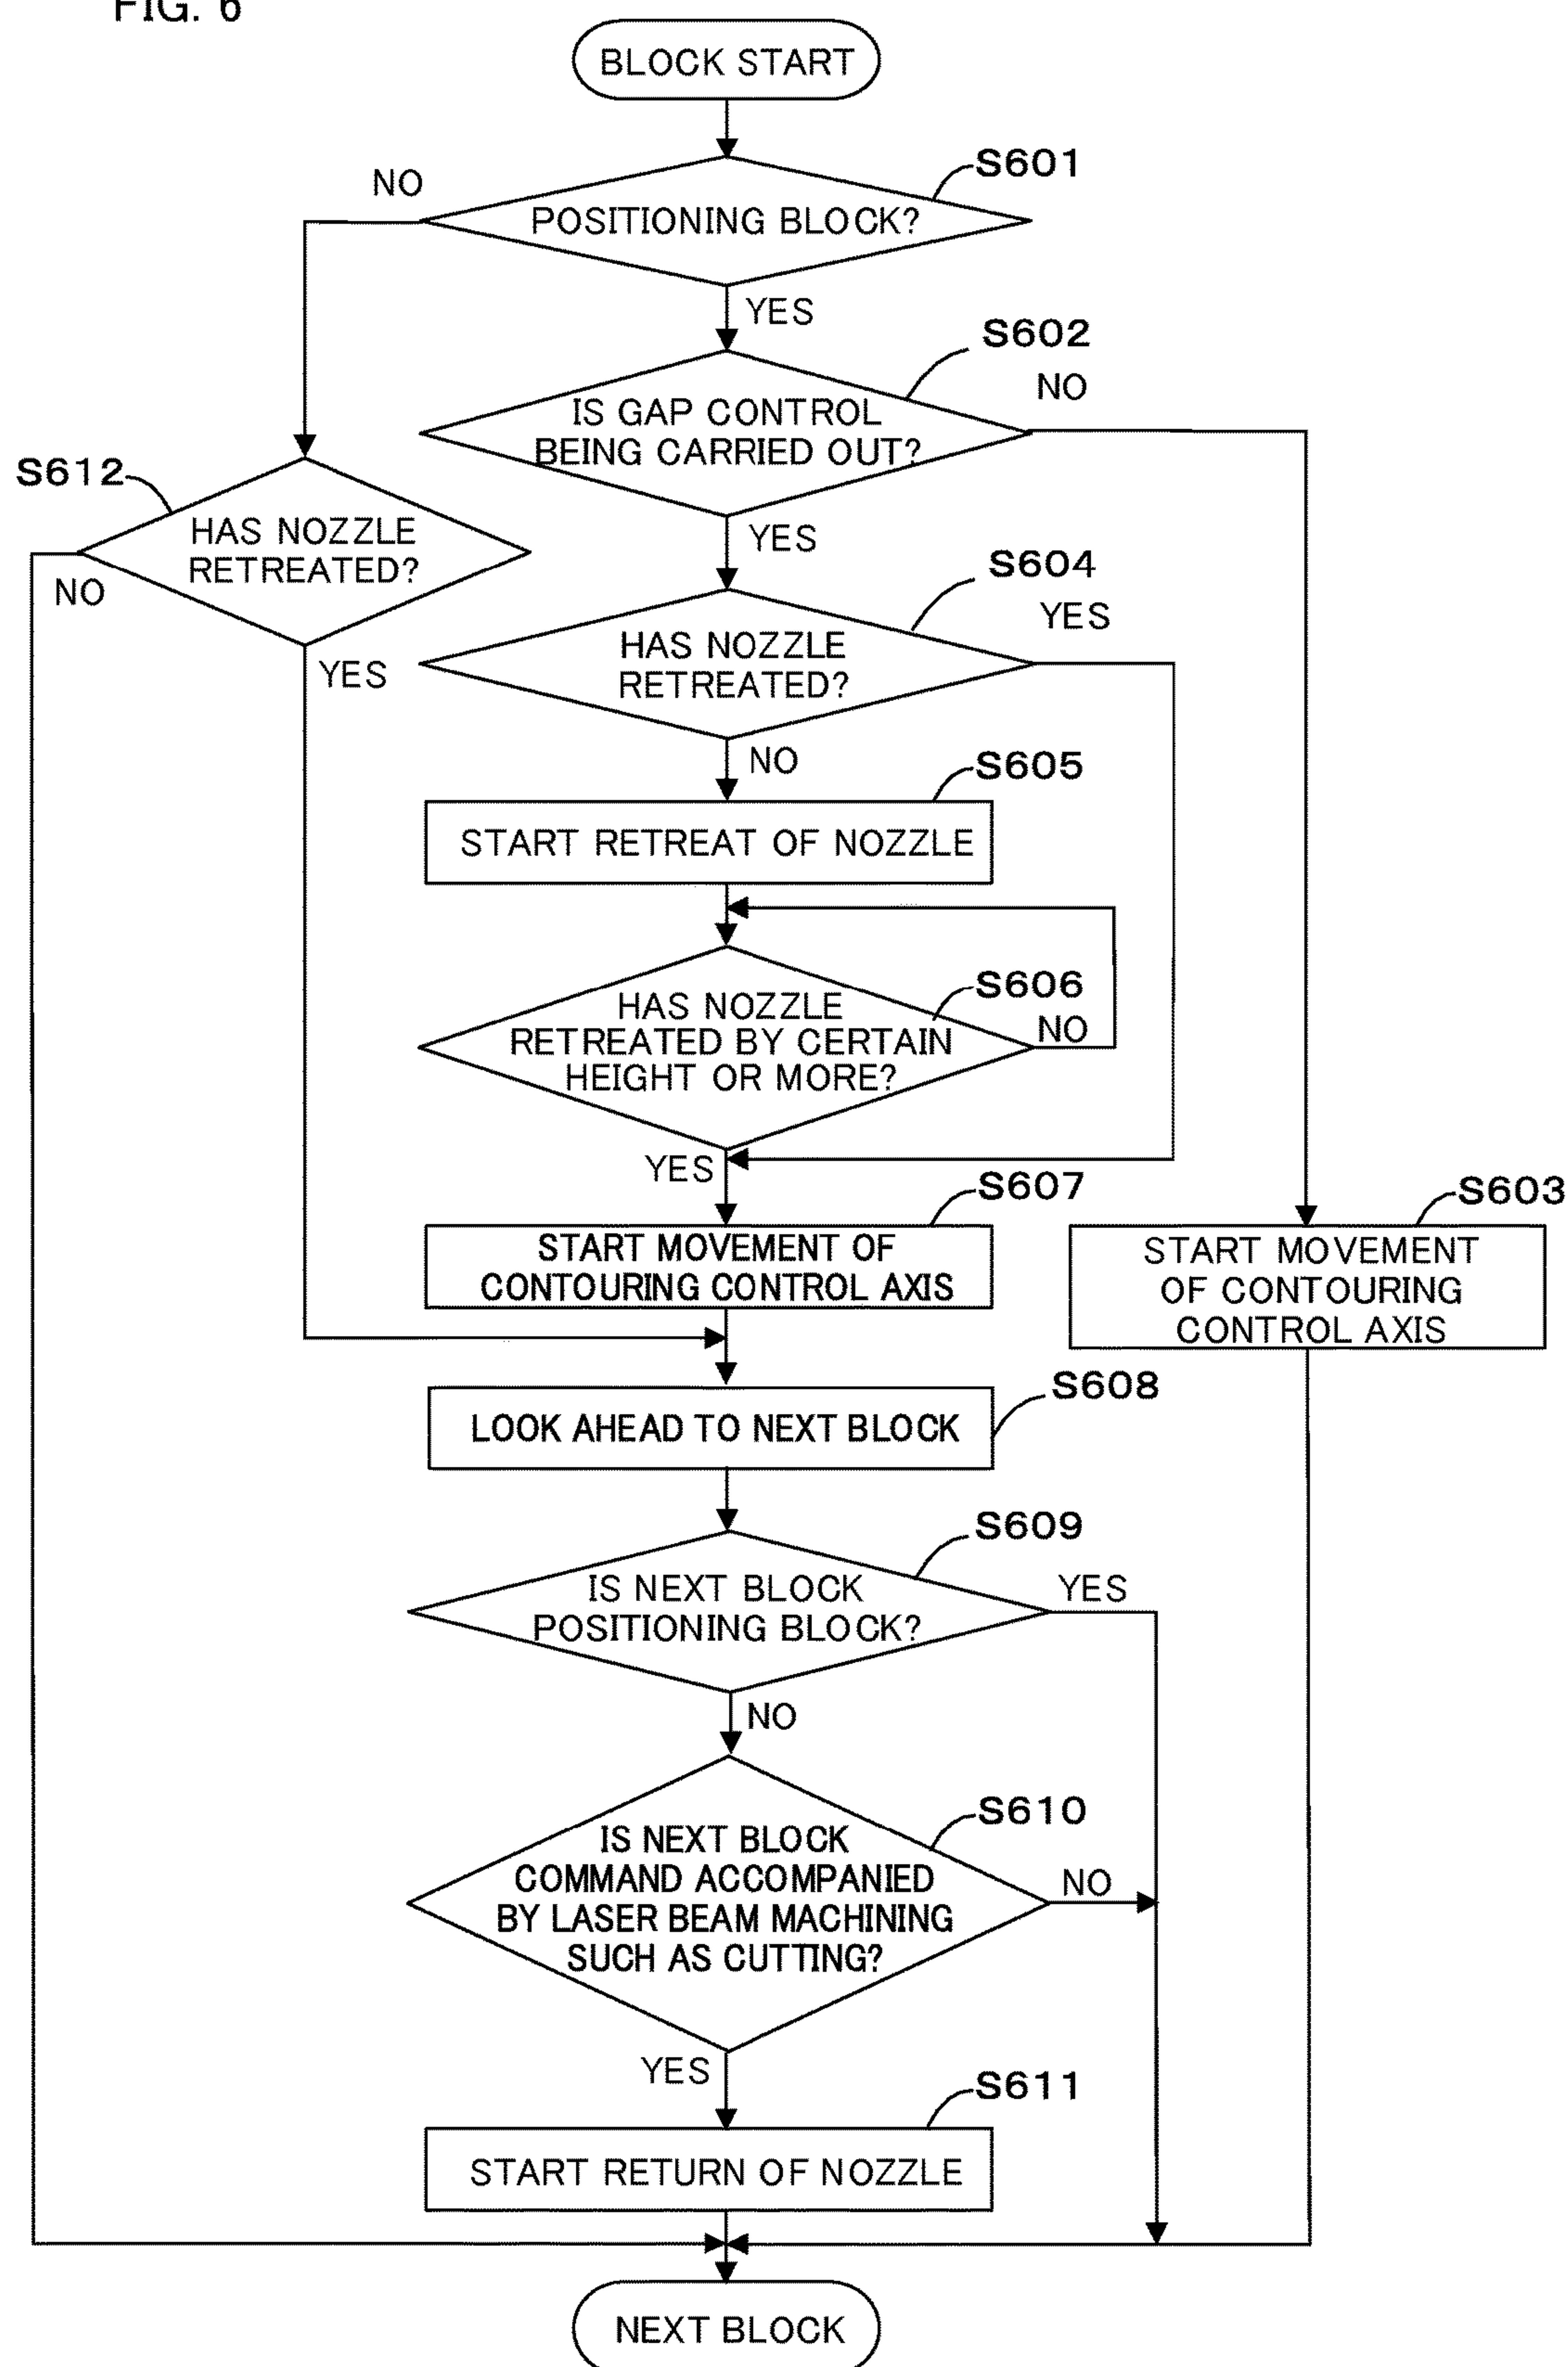 FIG. 6
BLOCK START
S601
NO
POSITIONING BLOCK?
YES
S602
NO
IS GAP CONTROL
BEING CARRIED OUT?
S612
HAS NOZZLE
RETREATED?
NO
YES
YES
S604
YES
HAS NOZZLE
RETREATED?
NO
S605
START RETREAT OF NOZZLE
S606
HAS NOZZLE
RETREATED BY CERTAIN
HEIGHT OR MORE?
NO
YES
S607
START MOVEMENT OF
CONTOURING CONTROL AXIS
S603
START MOVEMENT
OF CONTOURING
CONTROL AXIS
S608
LOOK AHEAD TO NEXT BLOCK
S609
IS NEXT BLOCK
POSITIONING BLOCK?
YES
NO
S610
IS NEXT BLOCK
COMMAND ACCOMPANIED
BY LASER BEAM MACHINING
SUCH AS CUTTING?
NO
YES
S611
START RETURN OF NOZZLE
NEXT BLOCK